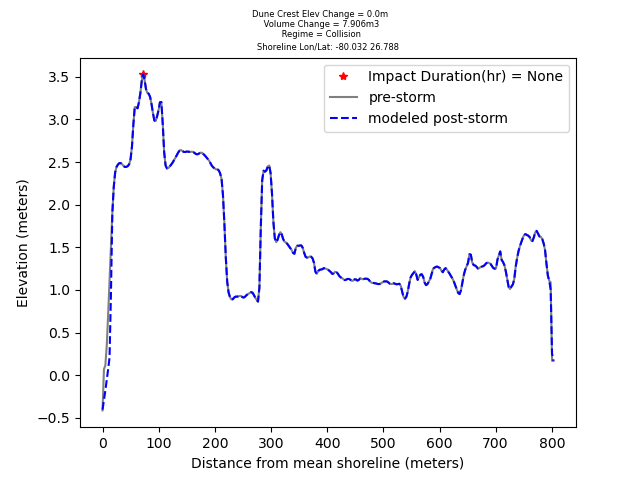 Dune Crest Elev Change = 0.0m
Volume Change = 7.906m3
Regime = Collision
Shoreline Lon/Lat: -80.032 26.788
Impact Duration(hr) = None
pre-storm
modeled post-storm
Elevation (meters)
3.5
3.0
2.5
2.0
1.5
1.0
0.5
0.0
−0.5
0 100 200 300 400 500 600 700 800
Distance from mean shoreline (meters)